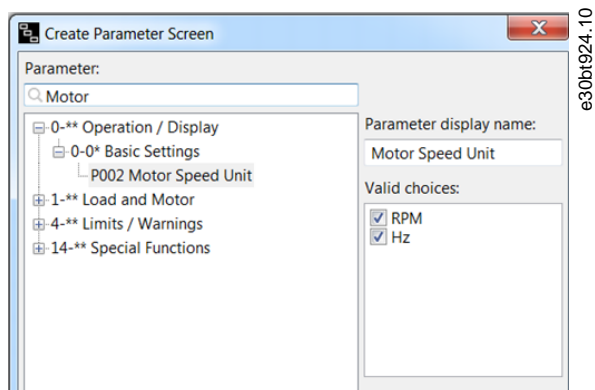 Create Parameter Screen
Parameter:
Motor
0-** Operation / Display
0-0* Basic Settings
P002 Motor Speed Unit
1-** Load and Motor
4-** Limits / Warnings
14-** Special Functions
Parameter display name:
Motor Speed Unit
Valid choices:
RPM
Hz
e30bt924.10